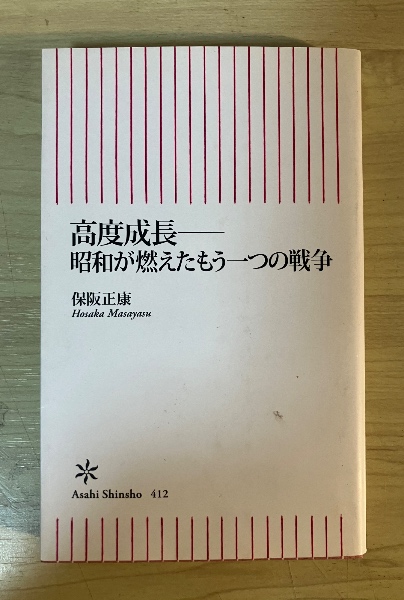 高度成長──
昭和が燃えたもう一つの戦争
保阪正康
Hosaka Masayasu
Asahi Shinsho 412